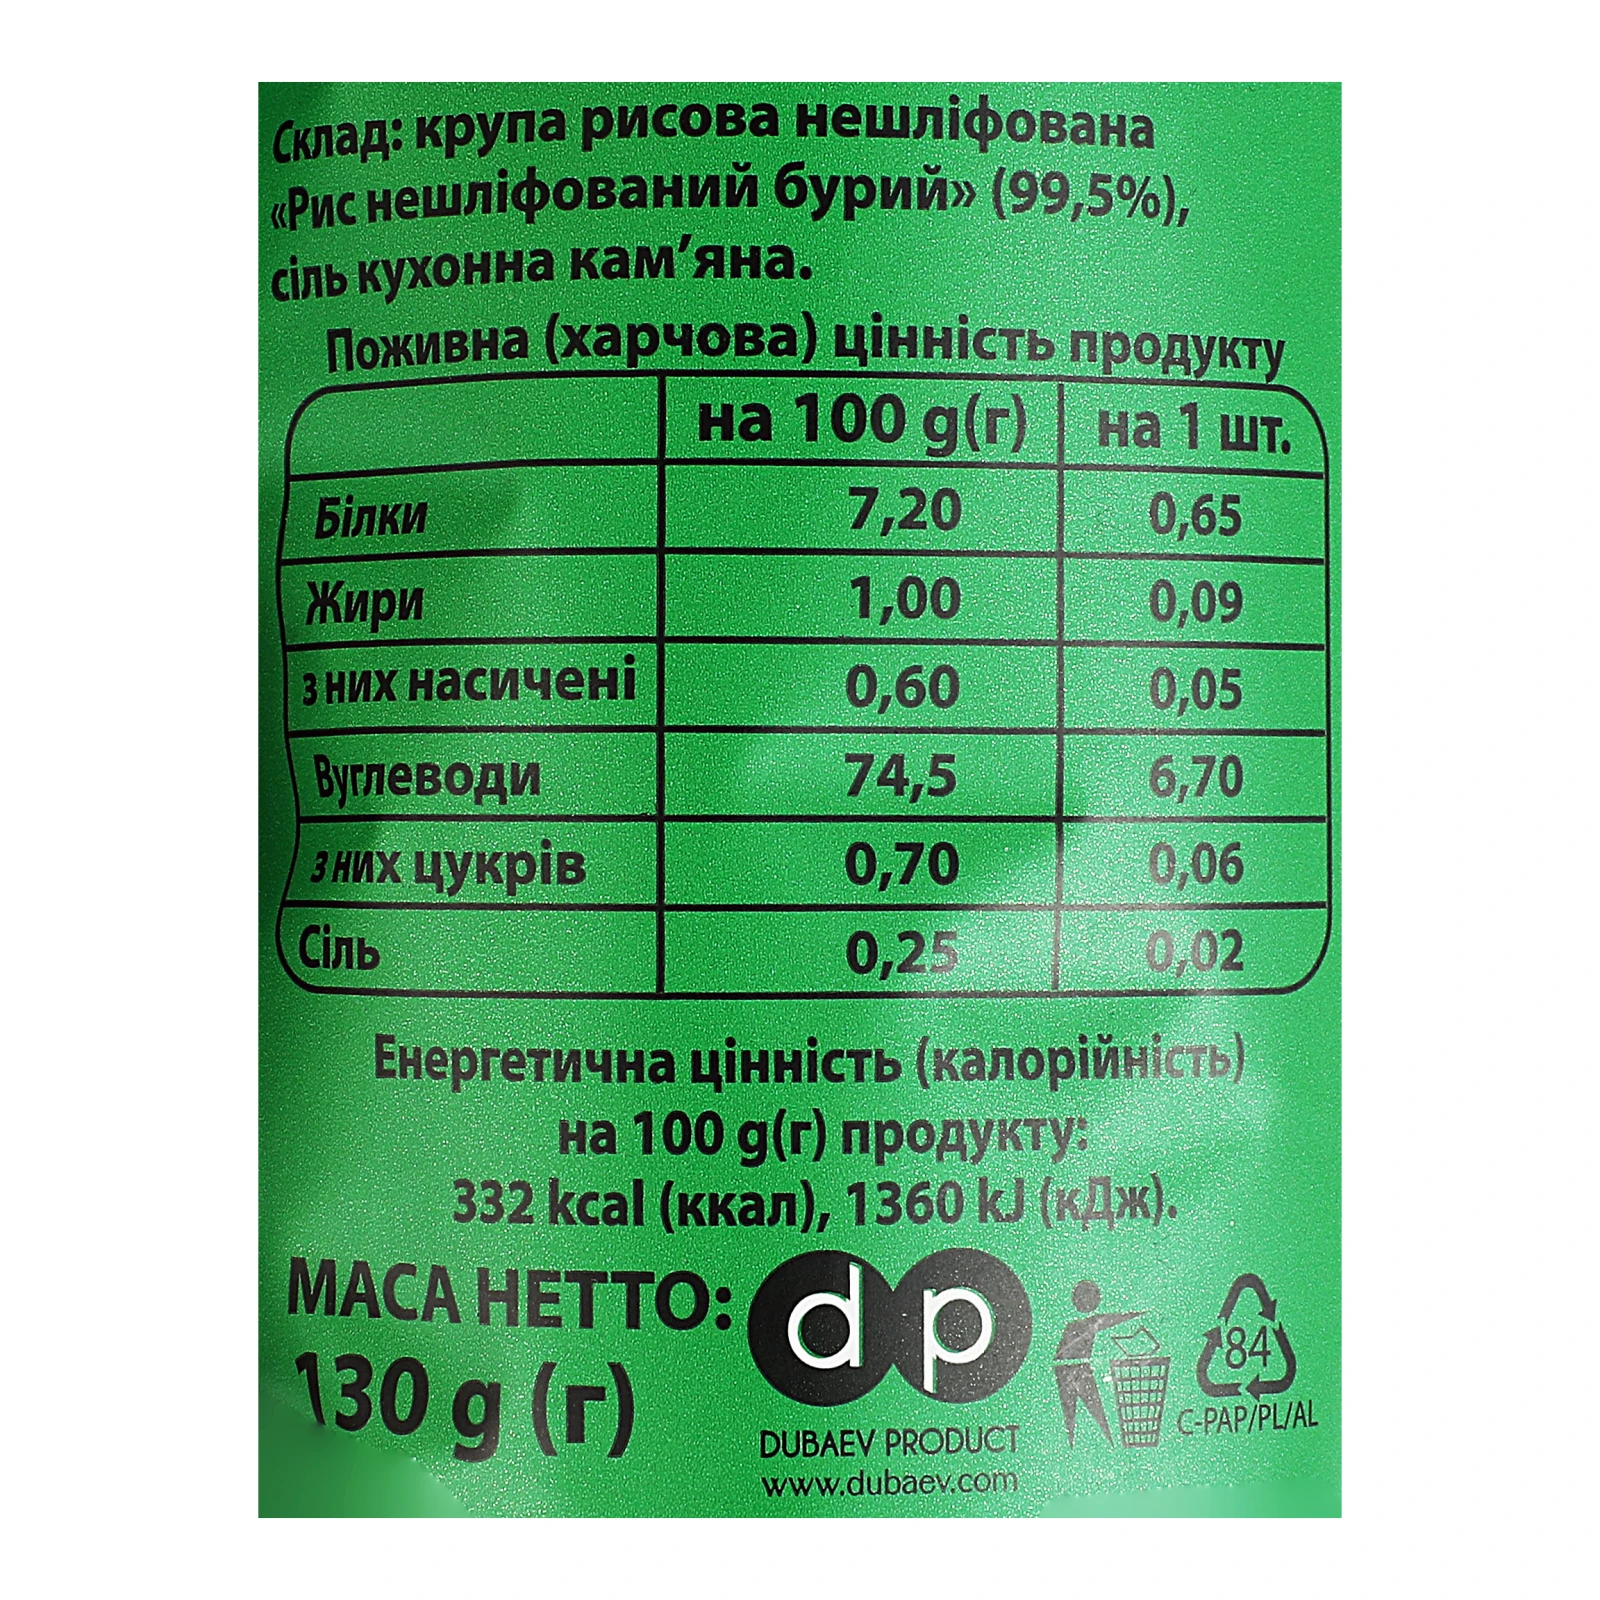 Склад: крупа рисова нешліфована
«Рис нешліфований бурий» (99,5%),
сіль кухонна кам’яна.
Поживна (харчова) цінність продукту
на 100 g(г) на 1 шт.
Білки 7,20 0,65
Жири 1,00 0,09
з них насичені 0,60 0,05
Вуглеводи 74,5 6,70
з них цукрів 0,70 0,06
Сіль 0,25 0,02
Енергетична цінність (калорійність)
на 100 g(г) продукту:
332 kcal (ккал), 1360 kJ (кДж).
МАСА НЕТТО:
130 g (г)
dp
DUBAEV PRODUCT
www.dubaev.com
84
C-PAP/PL/AL